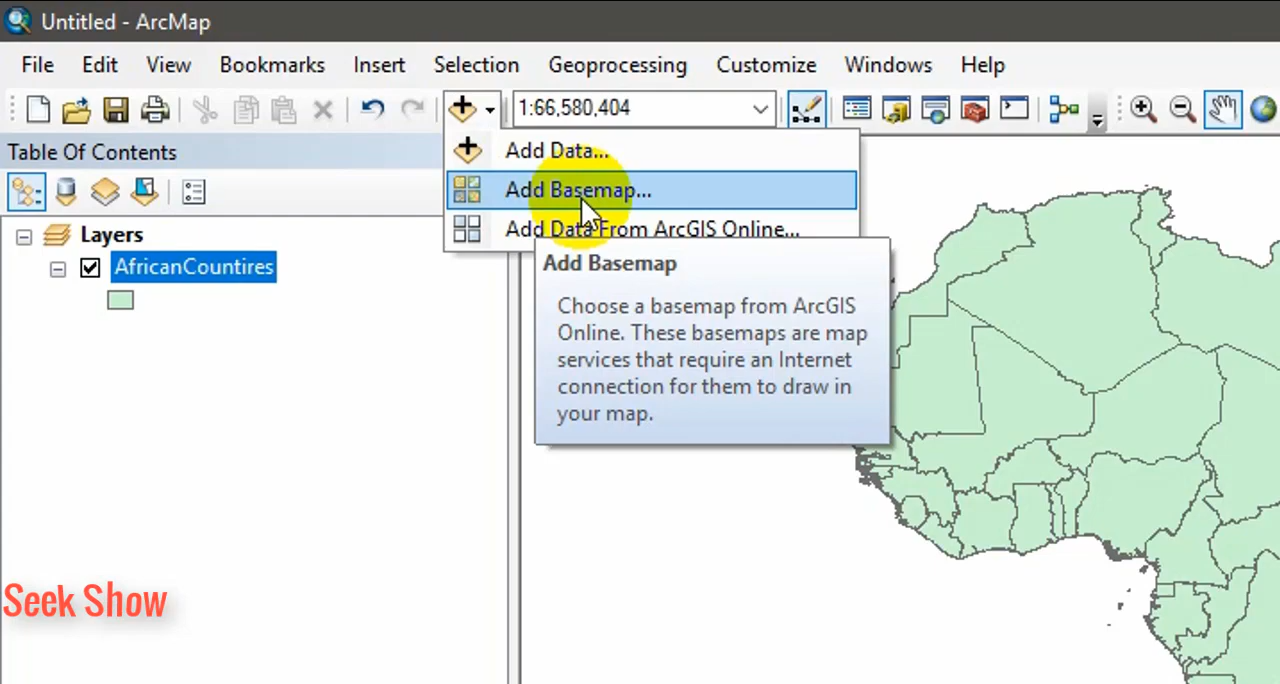 Untitled - ArcMap
File Edit View Bookmarks Insert Selection Geoprocessing Customize Windows Help
1:66,580,404
Table Of Contents
Add Data...
Add Basemap...
Add Data From ArcGIS Online...
Layers
AfricanCountires
Add Basemap
Choose a basemap from ArcGIS
Online. These basemaps are map
services that require an Internet
connection for them to draw in
your map.
Seek Show